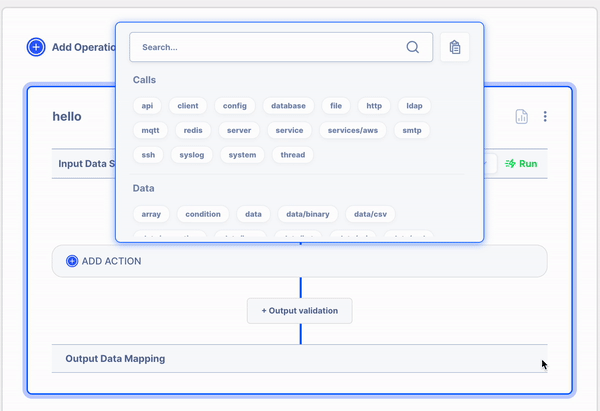 Add Operatio
Search...
Calls
api client config database file http ldap
mqtt redis server service services/aws smtp
ssh syslog system thread
Data
array condition data data/binary data/csv
hello
Input Data S
Run
ADD ACTION
+ Output validation
Output Data Mapping